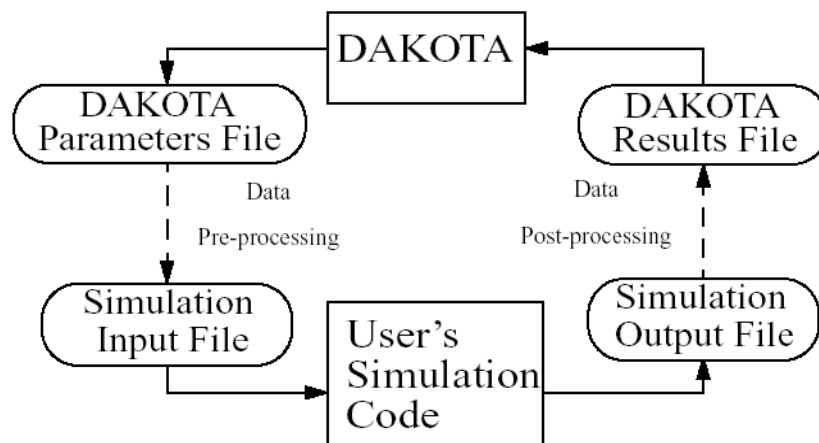 DAKOTA
DAKOTA
Parameters File
DAKOTA
Results File
Data
Pre-processing
Data
Post-processing
Simulation
Input File
User's
Simulation
Code
Simulation
Output File